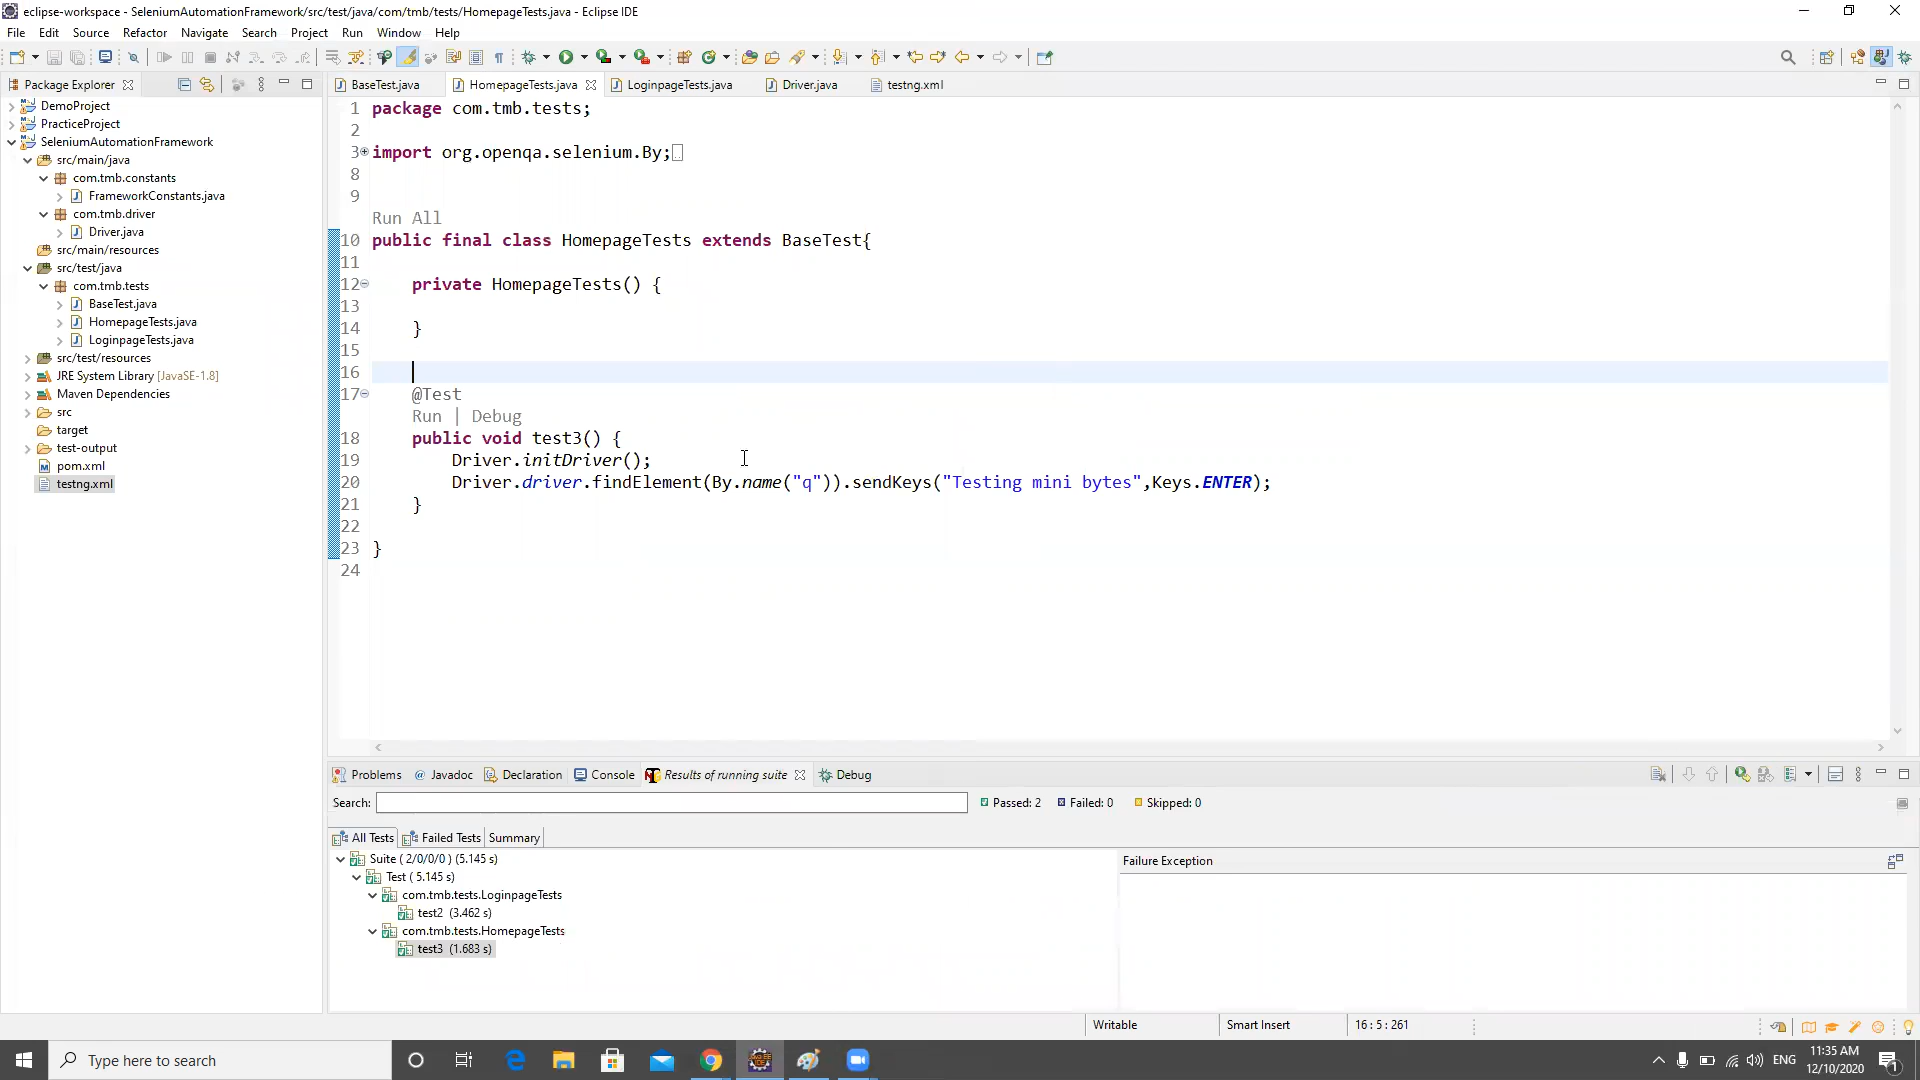 eclipse-workspace - SeleniumAutomationFramework/src/test/java/com/tmb/tests/HomepageTests.java - Eclipse IDE
File Edit Source Refactor Navigate Search Project Run Window Help
Package Explorer
DemoProject
PracticeProject
SeleniumAutomationFramework
src/main/java
com.tmb.constants
FrameworkConstants.java
com.tmb.driver
Driver.java
src/main/resources
src/test/java
com.tmb.tests
BaseTest.java
HomepageTests.java
LoginpageTests.java
src/test/resources
JRE System Library [JavaSE-1.8]
Maven Dependencies
src
target
test-output
pom.xml
testng.xml
BaseTest.java HomepageTests.java LoginpageTests.java Driver.java testng.xml
1 package com.tmb.tests;
2
3 import org.openqa.selenium.By;
8
9
Run All
10 public final class HomepageTests extends BaseTest{
11
12 private HomepageTests() {
13
14 }
15
16
17 @Test
Run | Debug
18 public void test3() {
19 Driver.initDriver();
20 Driver.driver.findElement(By.name("q")).sendKeys("Testing mini bytes",Keys.ENTER);
21 }
22
23 }
24
Problems @ Javadoc Declaration Console Results of running suite Debug
Search: Passed: 2 Failed: 0 Skipped: 0
All Tests Failed Tests Summary
Suite ( 2/0/0/0 ) (5.145 s)
Test ( 5.145 s)
com.tmb.tests.LoginpageTests
test2 (3.462 s)
com.tmb.tests.HomepageTests
test3 (1.683 s)
Failure Exception
Writable Smart Insert 16 : 5 : 261
Type here to search
ENG
11:35 AM
12/10/2020
1